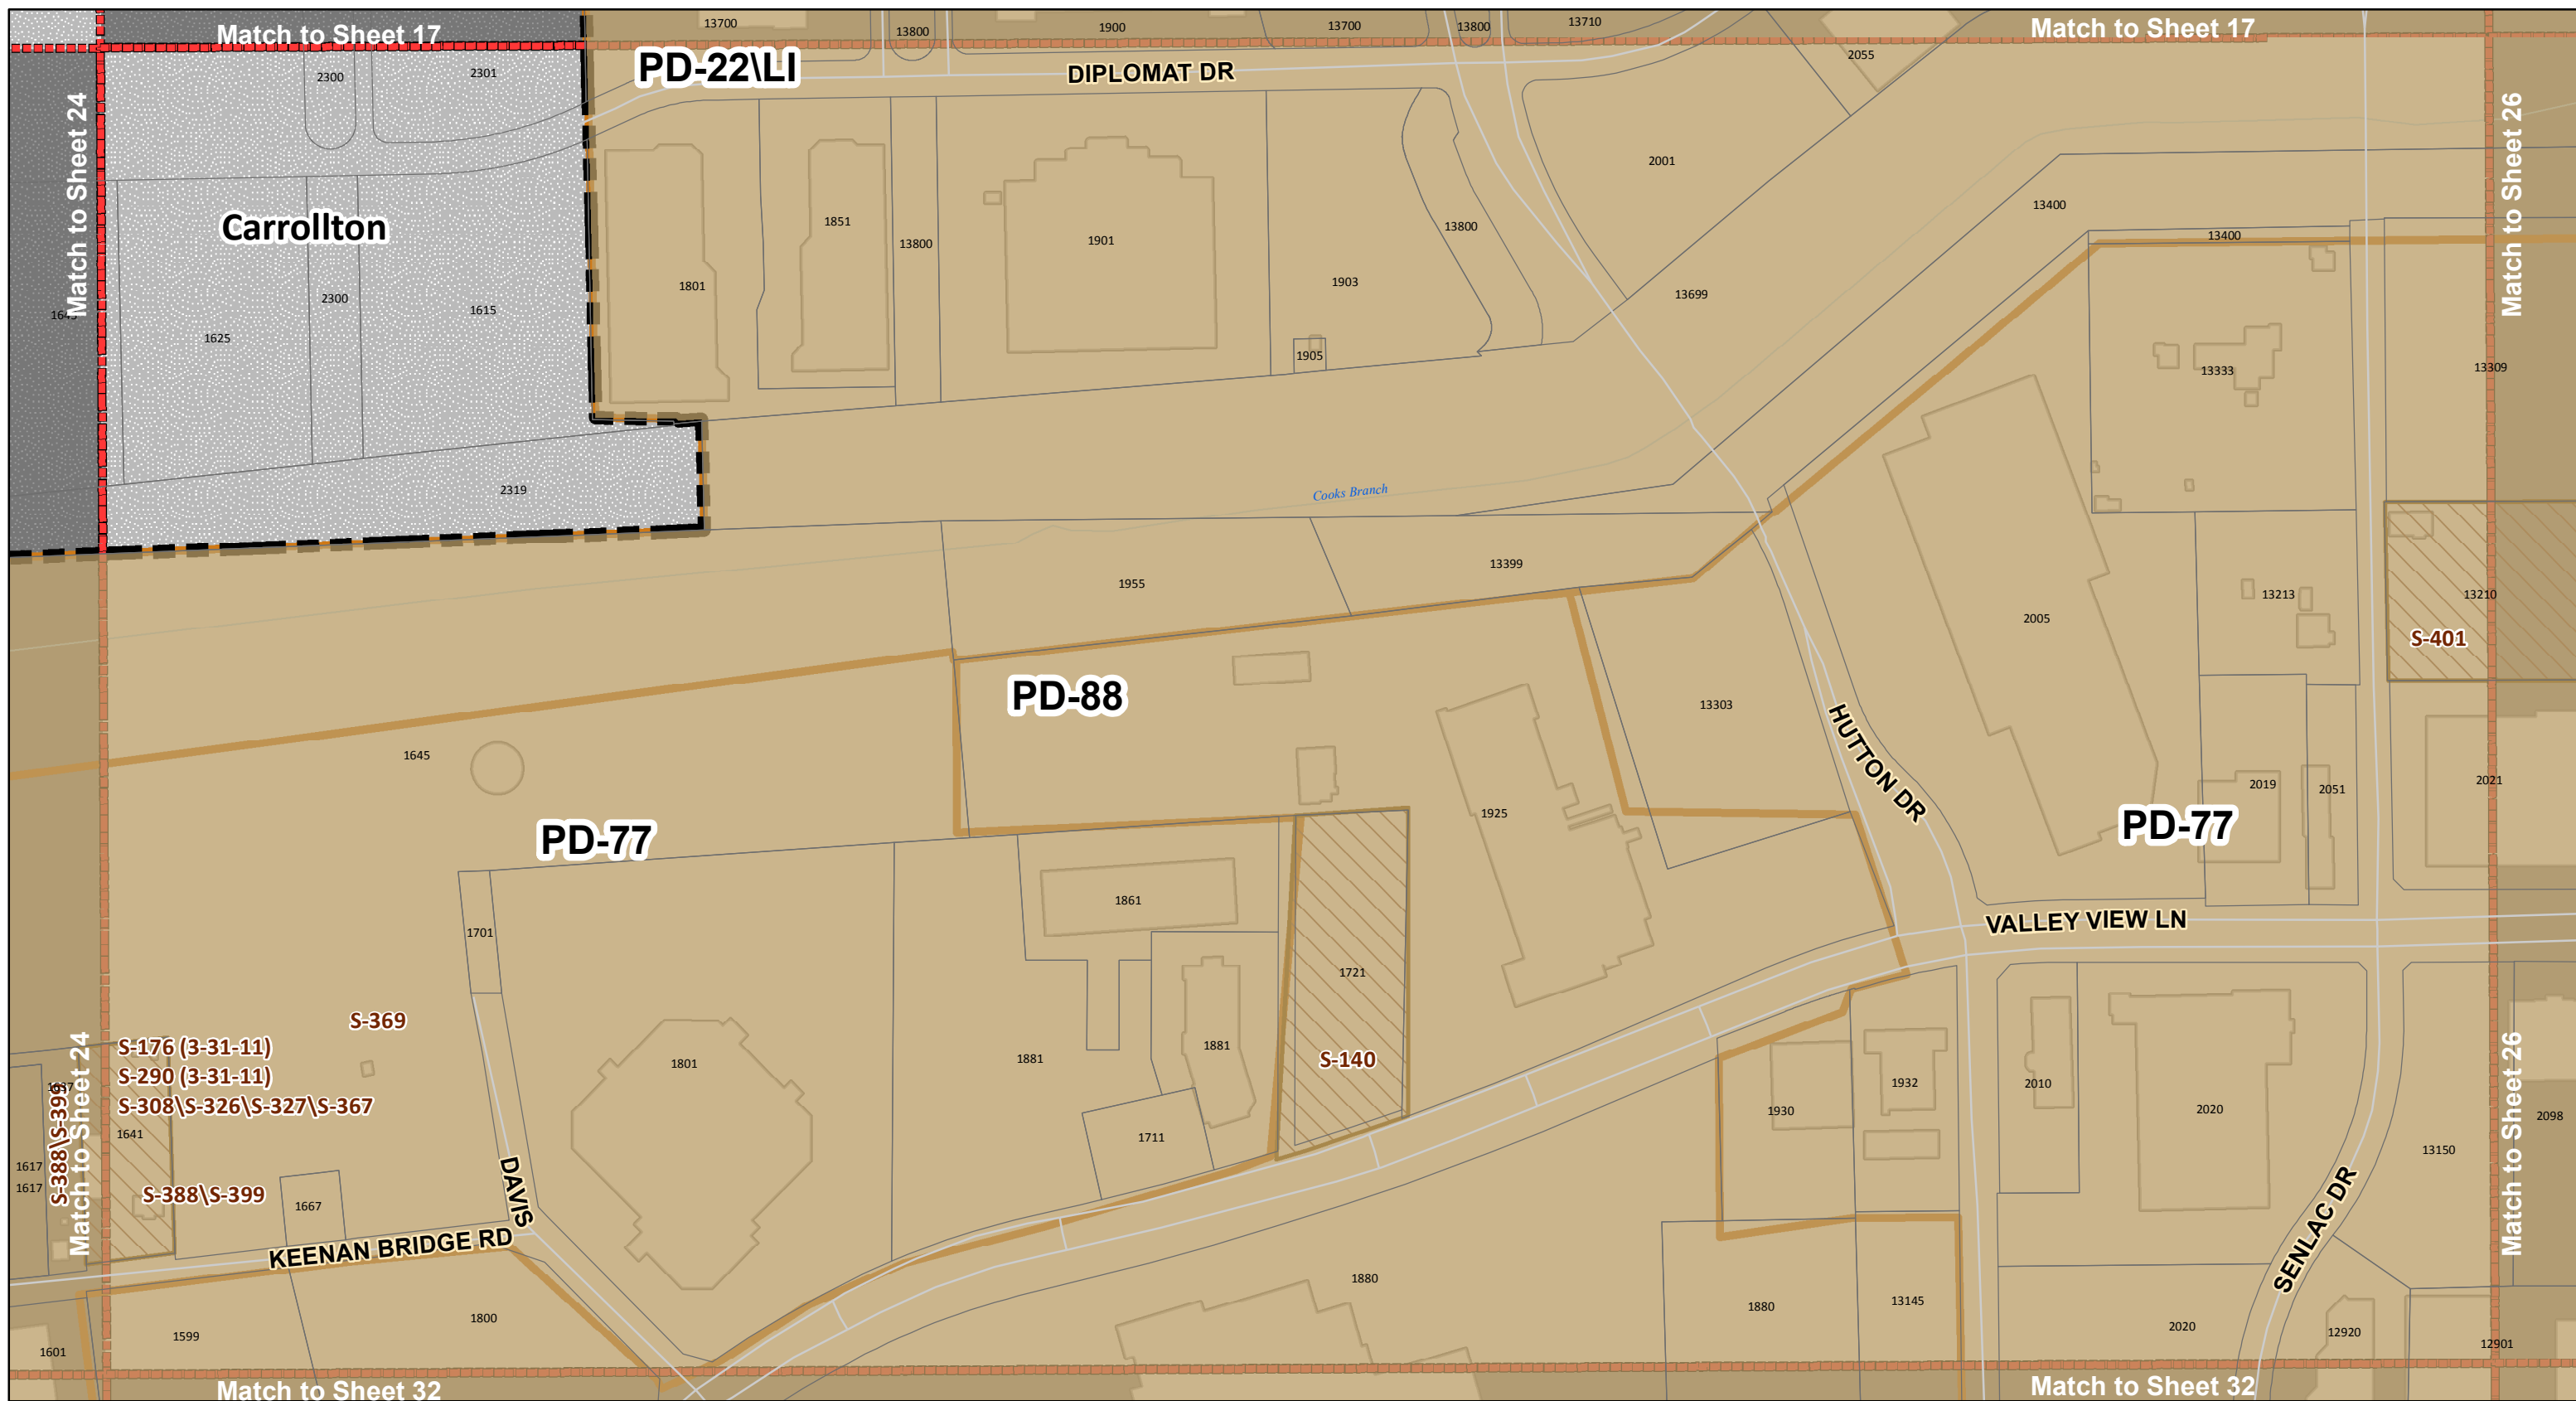 13700
13800
1900
13700
13800
13710
Match to Sheet 17
Match to Sheet 17
2055
2300
2301
PD-22\LI
DIPLOMAT DR
Match to Sheet 24
Match to Sheet 26
2001
13400
Carrollton
1851
13800
1901
13800
13400
1801
1903
13699
2300
1615
1625
1905
13333
13309
2319
Cooks Branch
1955
13399
13213
13210
2005
S-401
PD-88
13303
HUTTON DR
1645
1925
2019
2051
2021
PD-77
PD-77
1861
1701
VALLEY VIEW LN
1721
S-369
S-176 (3-31-11)
S-290 (3-31-11)
S-308\S-326\S-327\S-367
1801
1881
1881
S-140
1932
2010
2020
1930
2098
1637
S-388\S-399
Match to Sheet 24
Match to Sheet 26
1641
1711
13150
1617
1617
S-388\S-399
1667
DAVIS
KEENAN BRIDGE RD
SENLAC DR
1880
1880
13145
1599
1800
2020
12920
12901
1601
Match to Sheet 32
Match to Sheet 32